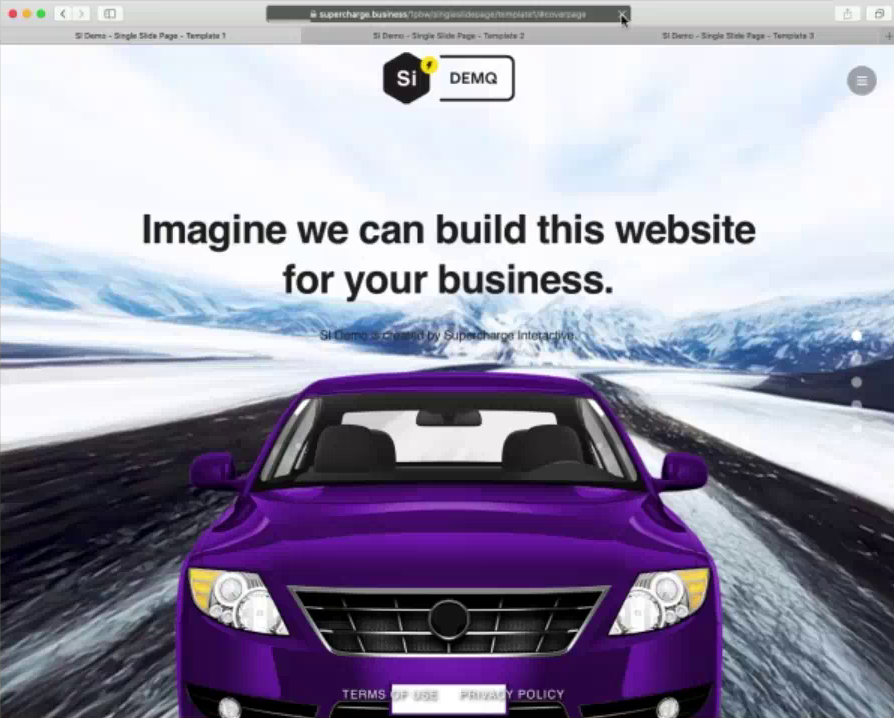 supercharge.business/1pbw/singleslidepage/template1/#coverpage
SI Demo - Single Slide Page - Template 1
SI Demo - Single Slide Page - Template 2
SI Demo - Single Slide Page - Template 3
Si
DEMQ
Imagine we can build this website
for your business.
SI Demo is created by Supercharge Interactive.
TERMS OF USE PRIVACY POLICY